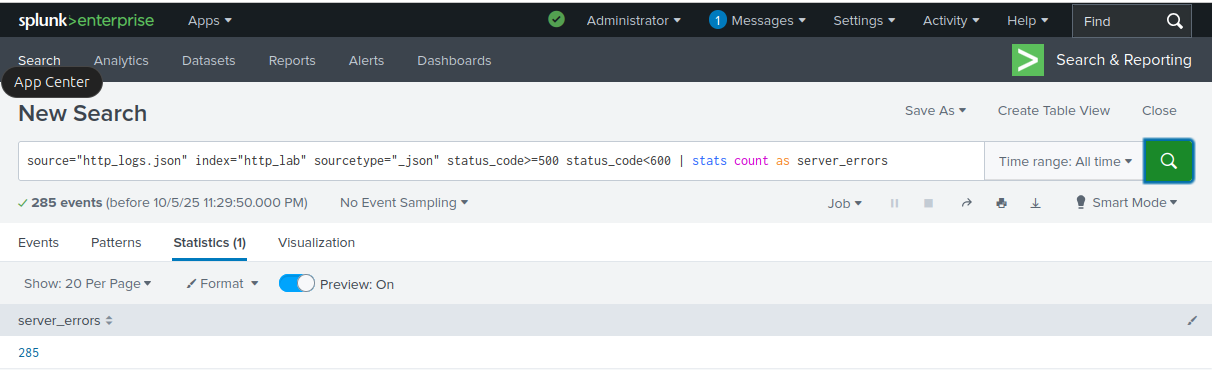 splunk>enterprise Apps Administrator 1 Messages Settings Activity Help Find
Search Analytics Datasets Reports Alerts Dashboards > Search & Reporting
App Center
New Search Save As Create Table View Close
source="http_logs.json" index="http_lab" sourcetype="_json" status_code>=500 status_code<600 | stats count as server_errors Time range: All time
285 events (before 10/5/25 11:29:50.000 PM) No Event Sampling Job Smart Mode
Events Patterns Statistics (1) Visualization
Show: 20 Per Page Format Preview: On
server_errors
285